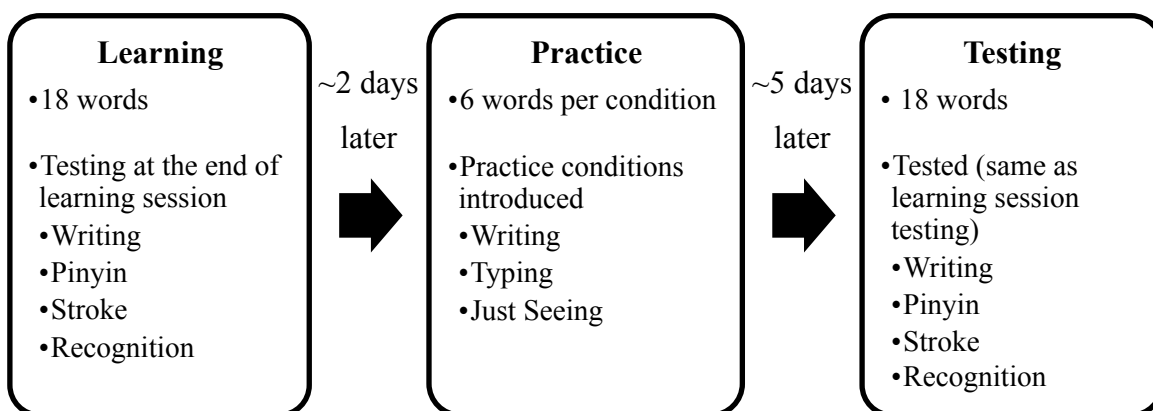 Learning
•18 words
•Testing at the end of
learning session
•Writing
•Pinyin
•Stroke
•Recognition
~2 days
later
Practice
•6 words per condition
•Practice conditions
introduced
•Writing
•Typing
•Just Seeing
~5 days
later
Testing
• 18 words
•Tested (same as
learning session
testing)
•Writing
•Pinyin
•Stroke
•Recognition